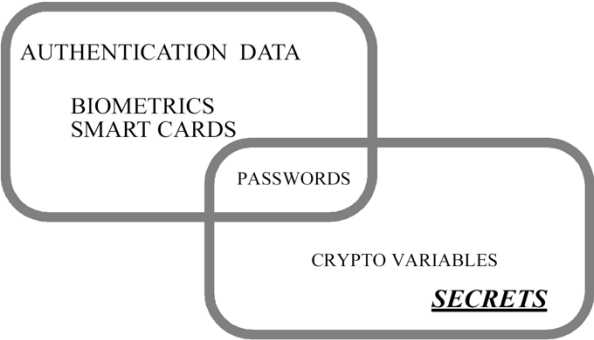 AUTHENTICATION DATA
BIOMETRICS
SMART CARDS
PASSWORDS
CRYPTO VARIABLES
SECRETS